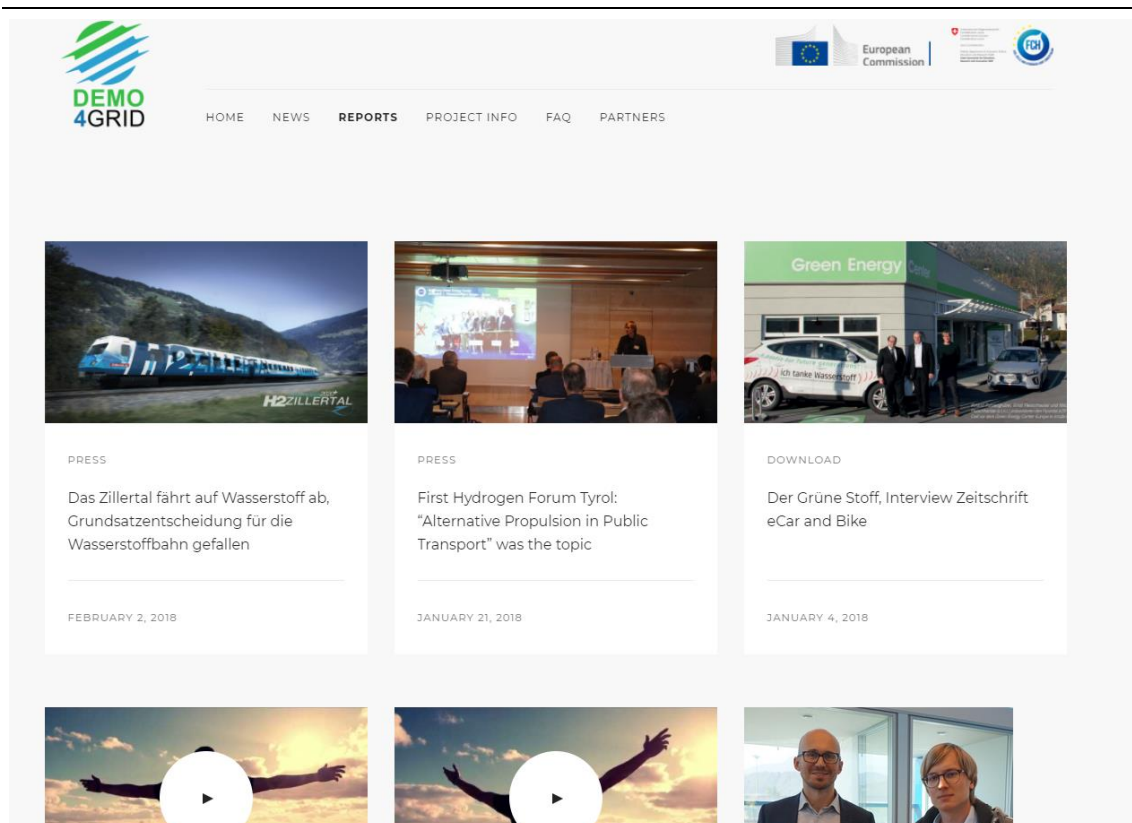 DEMO
4GRID
European
Commission
FCH
HOME NEWS REPORTS PROJECT INFO FAQ PARTNERS
H2ZILLERTAL
Green Energy Center
ich tanke Wasserstoff
PRESS
Das Zillertal fährt auf Wasserstoff ab,
Grundsatzentscheidung für die
Wasserstoffbahn gefallen
FEBRUARY 2, 2018
PRESS
First Hydrogen Forum Tyrol:
“Alternative Propulsion in Public
Transport” was the topic
JANUARY 21, 2018
DOWNLOAD
Der Grüne Stoff, Interview Zeitschrift
eCar and Bike
JANUARY 4, 2018